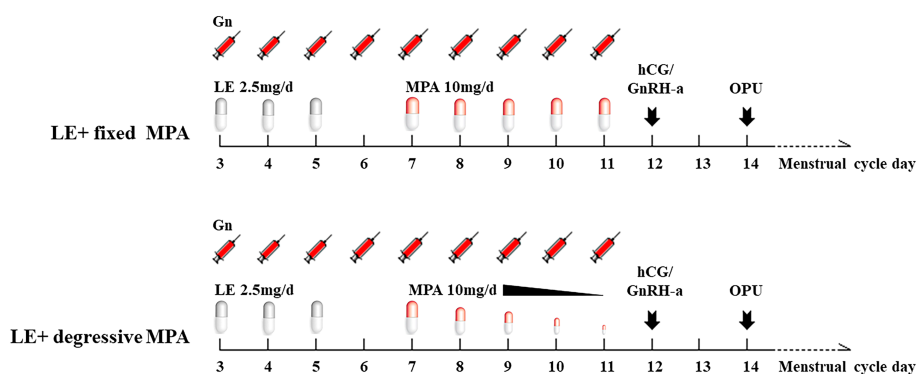 Gn
LE 2.5mg/d MPA 10mg/d hCG/ GnRH-a OPU
LE+ fixed MPA
3 4 5 6 7 8 9 10 11 12 13 14 Menstrual cycle day
Gn
LE 2.5mg/d MPA 10mg/d hCG/ GnRH-a OPU
LE+ degressive MPA
3 4 5 6 7 8 9 10 11 12 13 14 Menstrual cycle day